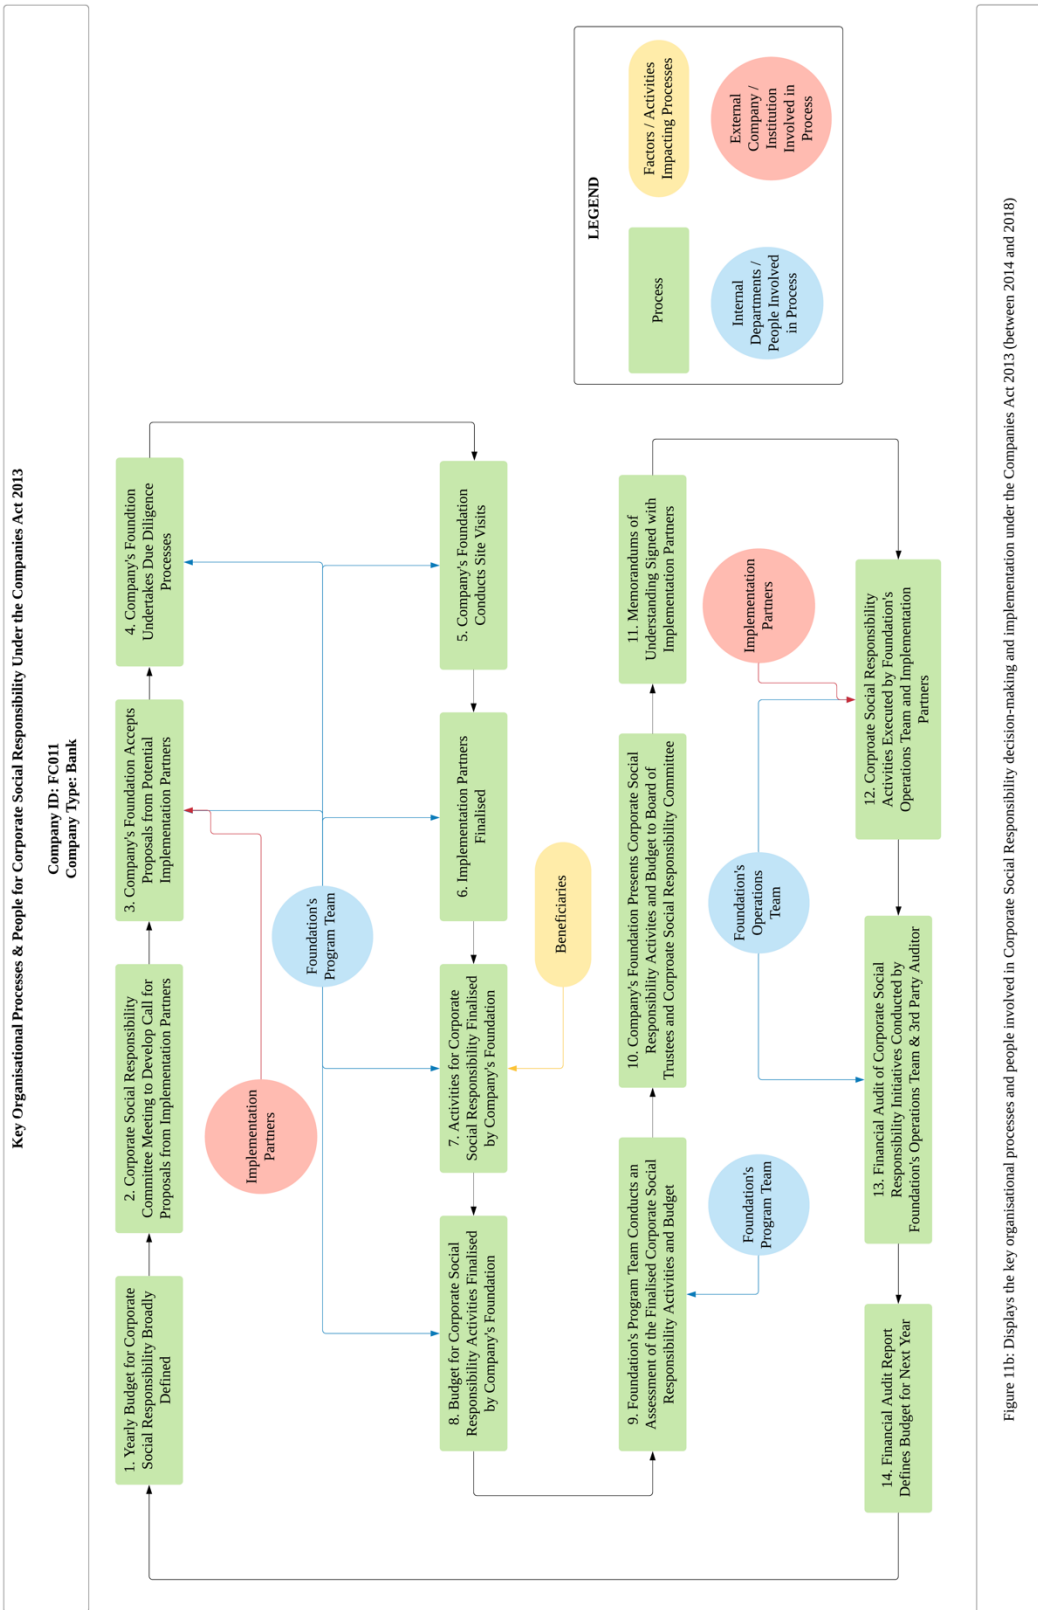 Key Organisational Processes & People for Corporate Social Responsibility Under the Companies Act 2013
Company ID: FC011
Company Type: Bank
1. Yearly Budget for Corporate
Social Responsibility Broadly
Defined
2. Corporate Social Responsibility
Committee Meeting to Develop Call for
Proposals from Implementation Partners
3. Company's Foundation Accepts
Proposals from Potential
Implementation Partners
4. Company's Foundtion
Undertakes Due Diligence
Processes
Implementation
Partners
Foundation's
Program Team
8. Budget for Corporate Social
Responsibility Activities Finalised
by Company's Foundation
7. Activities for Corporate
Social Responsibility Finalised
by Company's Foundation
6. Implementation Partners
Finalised
5. Company's Foundation
Conducts Site Visits
Beneficiaries
9. Foundation's Program Team Conducts an
Assessment of the Finalised Corporate Social
Responsibility Activities and Budget
10. Company's Foundation Presents Corporate Social
Responsibility Activites and Budget to Board of
Trustees and Corproate Social Responsibility Committee
11. Memorandums of
Understanding Signed with
Implementation Partners
Foundation's
Program Team
Foundation's
Operations
Team
Implementation
Partners
14. Financial Audit Report
Defines Budget for Next Year
13. Financial Audit of Corporate Social
Responsibility Initiatives Conducted by
Foundation's Operations Team & 3rd Party Auditor
12. Corproate Social Responsibility
Activities Executed by Foundation's
Operations Team and Implementation
Partners
LEGEND
Process
Factors / Activities
Impacting Processes
Internal
Departments /
People Involved
in Process
External
Company /
Institution
Involved in
Process
Figure 11b: Displays the key organisational processes and people involved in Corporate Social Responsibility decision-making and implementation under the Companies Act 2013 (between 2014 and 2018)